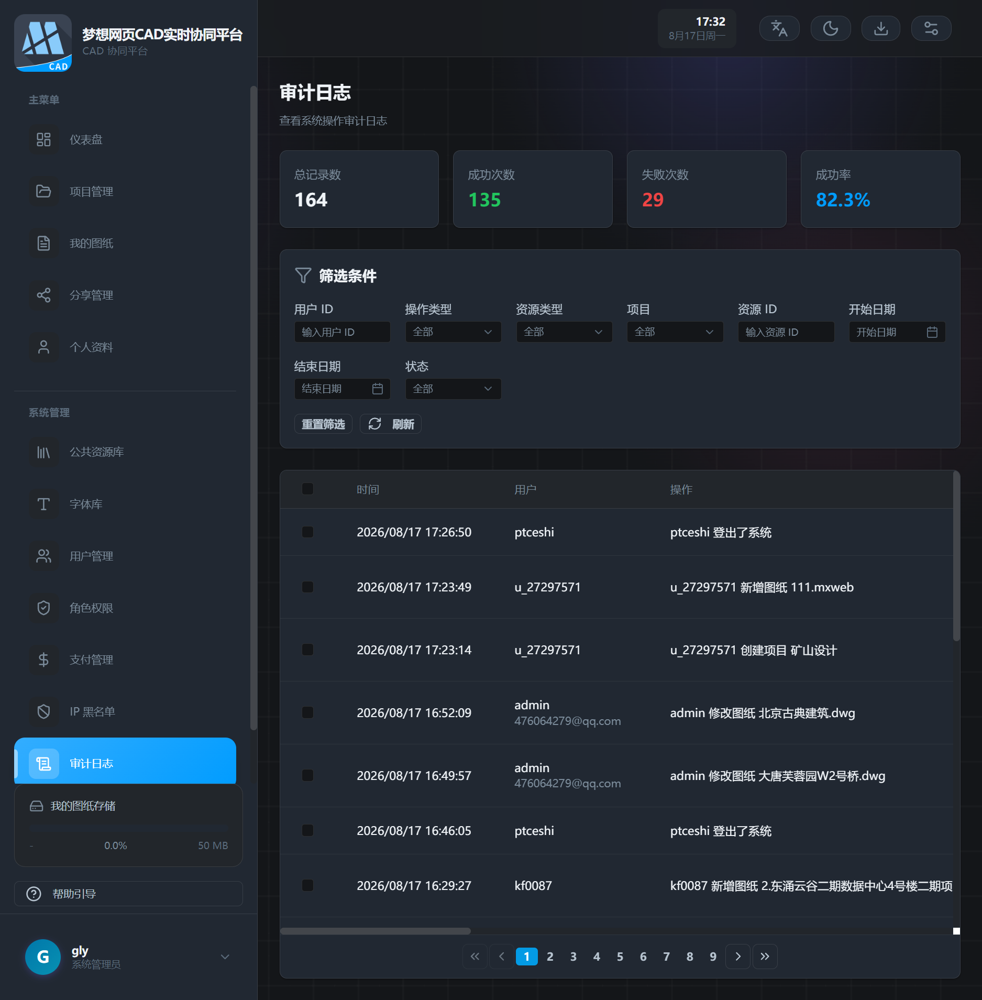 梦想网页CAD实时协同平台
CAD 协同平台
CAD
主菜单
仪表盘
项目管理
我的图纸
分享管理
个人资料
系统管理
公共资源库
字体库
用户管理
角色权限
支付管理
IP 黑名单
审计日志
我的图纸存储
- 0.0% 50 MB
帮助引导
G
gly
系统管理员
17:32
8月17日周一
审计日志
查看系统操作审计日志
总记录数 成功次数 失败次数 成功率
164 135 29 82.3%
筛选条件
用户 ID 操作类型 资源类型 项目 资源 ID 开始日期
输入用户 ID 全部 全部 全部 输入资源 ID 开始日期
结束日期 状态
结束日期 全部
重置筛选 刷新
时间 用户 操作
2026/08/17 17:26:50 ptceshi ptceshi 登出了系统
2026/08/17 17:23:49 u_27297571 u_27297571 新增图纸 111.mxweb
2026/08/17 17:23:14 u_27297571 u_27297571 创建项目 矿山设计
2026/08/17 16:52:09 admin admin 修改图纸 北京古典建筑.dwg
476064279@qq.com
2026/08/17 16:49:57 admin admin 修改图纸 大唐芙蓉园W2号桥.dwg
476064279@qq.com
2026/08/17 16:46:05 ptceshi ptceshi 登出了系统
2026/08/17 16:29:27 kf0087 kf0087 新增图纸 2.东涌云谷二期数据中心4号楼二期项
1 2 3 4 5 6 7 8 9